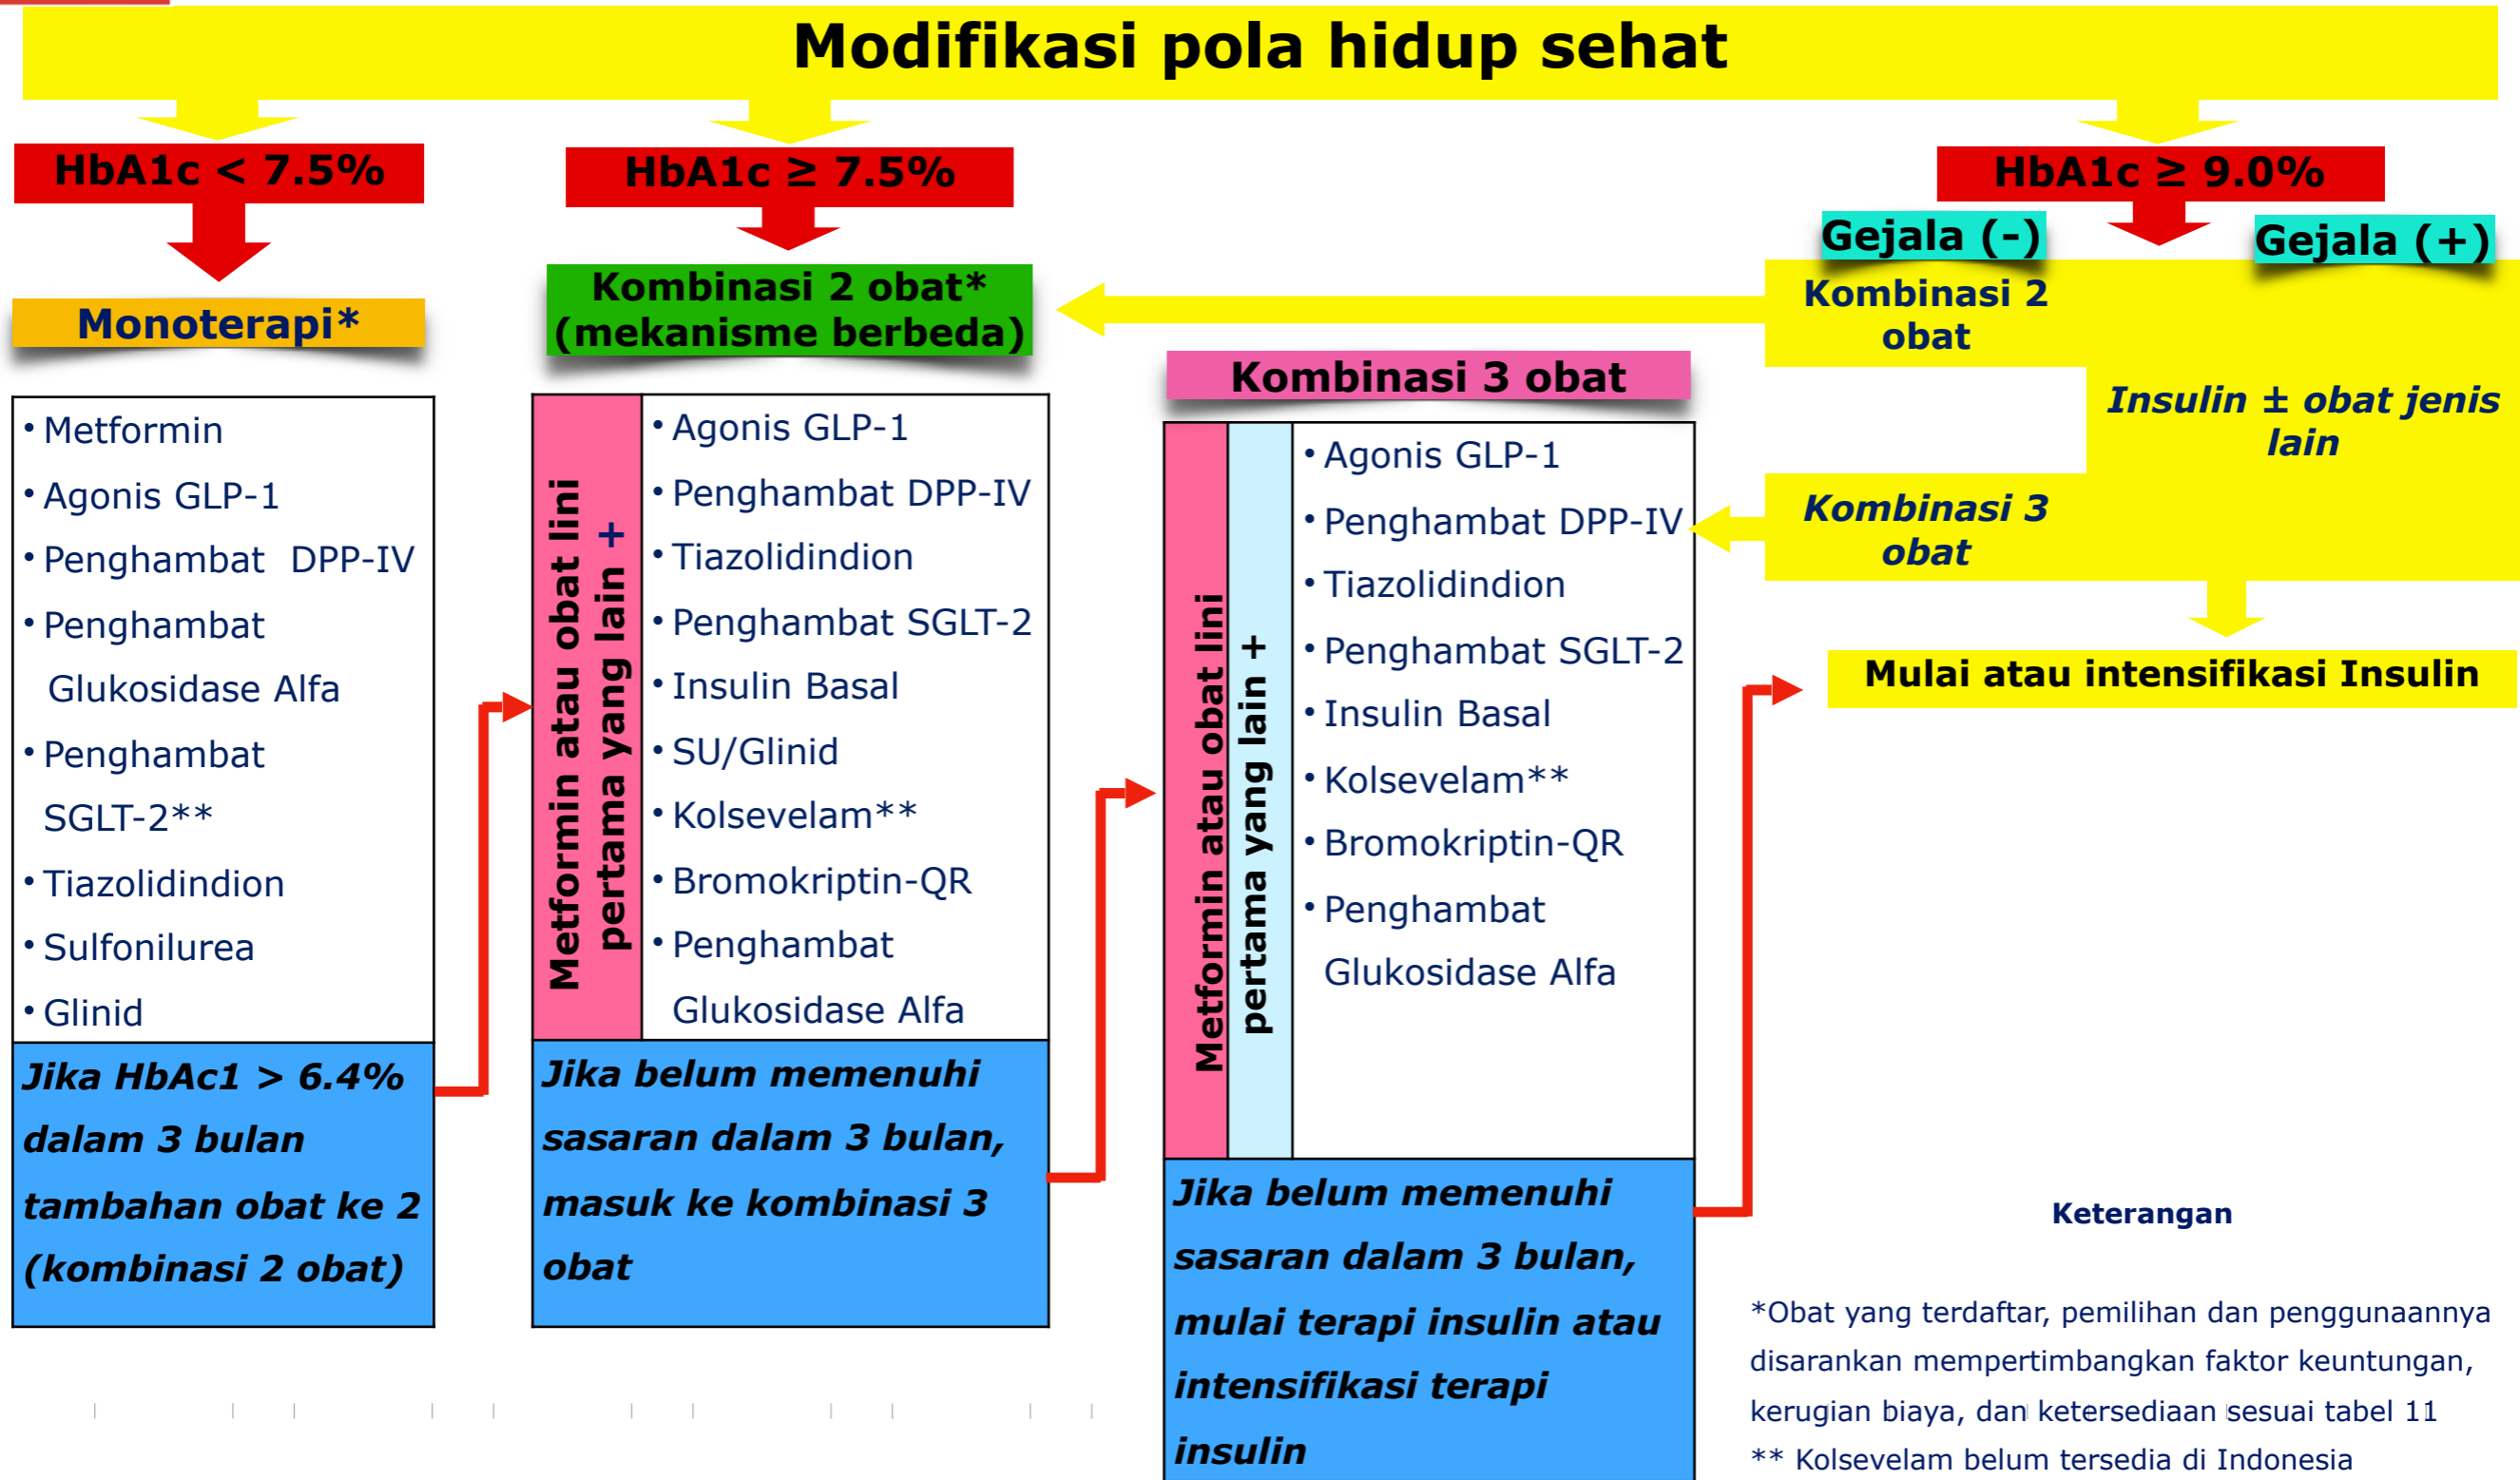 Modifikasi pola hidup sehat
HbA1c < 7.5%
Monoterapi*
• Metformin
• Agonis GLP-1
• Penghambat DPP-IV
• Penghambat
Glukosidase Alfa
• Penghambat
SGLT-2**
• Tiazolidindion
• Sulfonilurea
• Glinid
Jika HbAc1 > 6.4%
dalam 3 bulan
tambahan obat ke 2
(kombinasi 2 obat)
HbA1c ≥ 7.5%
Kombinasi 2 obat*
(mekanisme berbeda)
Metformin atau obat lini
pertama yang lain +
• Agonis GLP-1
• Penghambat DPP-IV
• Tiazolidindion
• Penghambat SGLT-2
• Insulin Basal
• SU/Glinid
• Kolsevelam**
• Bromokriptin-QR
• Penghambat
Glukosidase Alfa
Jika belum memenuhi
sasaran dalam 3 bulan,
masuk ke kombinasi 3
obat
Kombinasi 3 obat
Metformin atau obat lini
pertama yang lain +
• Agonis GLP-1
• Penghambat DPP-IV
• Tiazolidindion
• Penghambat SGLT-2
• Insulin Basal
• Kolsevelam**
• Bromokriptin-QR
• Penghambat
Glukosidase Alfa
Jika belum memenuhi
sasaran dalam 3 bulan,
mulai terapi insulin atau
intensifikasi terapi
insulin
HbA1c ≥ 9.0%
Gejala (-)
Gejala (+)
Kombinasi 2
obat
Insulin ± obat jenis
lain
Kombinasi 3
obat
Mulai atau intensifikasi Insulin
Keterangan
*Obat yang terdaftar, pemilihan dan penggunaannya
disarankan mempertimbangkan faktor keuntungan,
kerugian biaya, dan ketersediaan sesuai tabel 11
** Kolsevelam belum tersedia di Indonesia